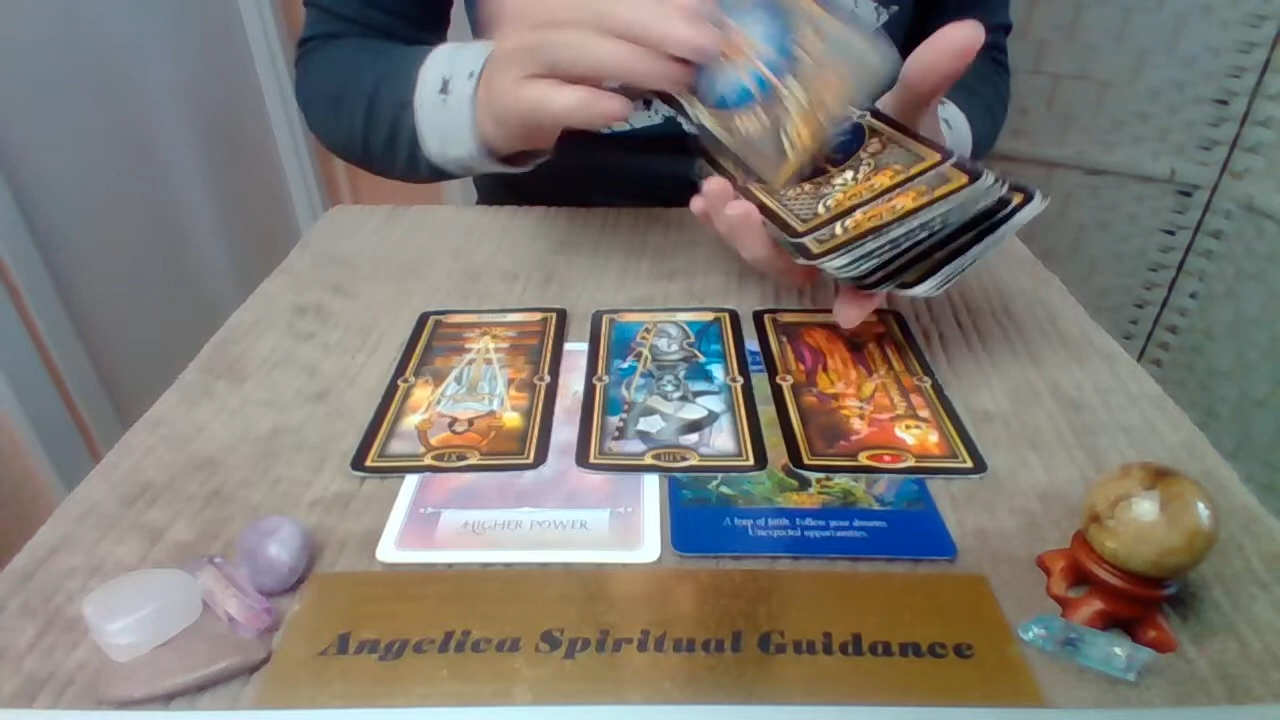 HIGHER POWER
A leap of faith. Follow your dreams.
Unexpected opportunities.
Angelica Spiritual Guidance